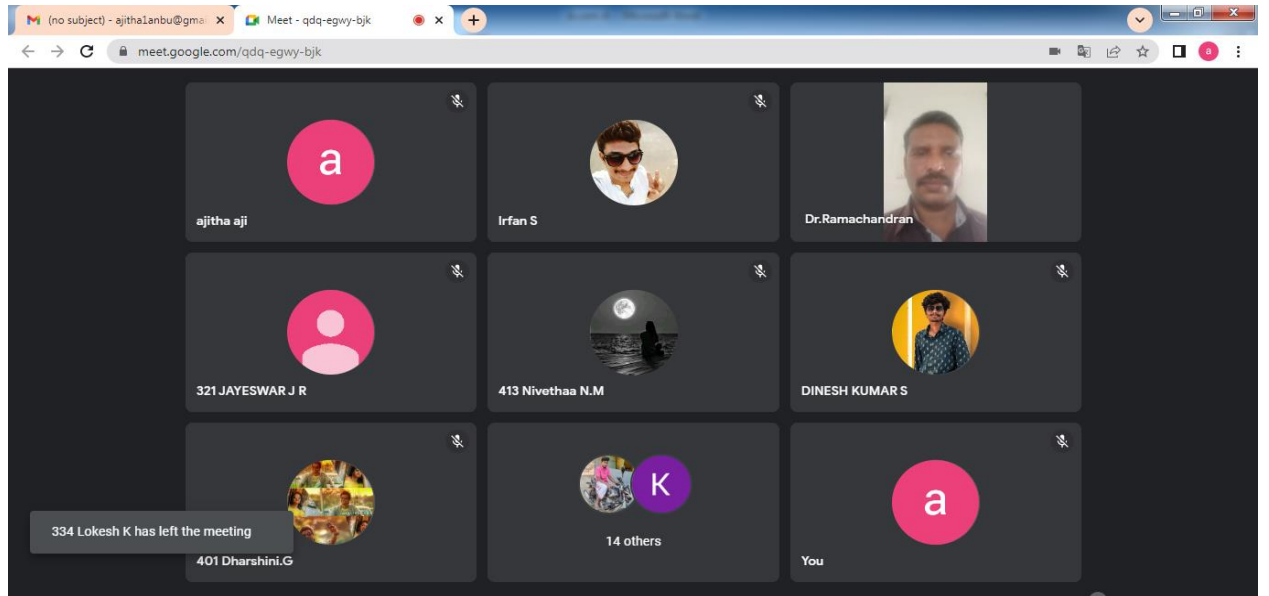 (no subject) - ajitha1anbu@gma
Meet - qdq-egwy-bjk
meet.google.com/qdq-egwy-bjk
a
a
ajitha aji
Irfan S
Dr.Ramachandran
321 JAYESWAR J R
413 Nivethaa N.M
DINESH KUMAR S
K
a
334 Lokesh K has left the meeting
14 others
401 Dharshini.G
You